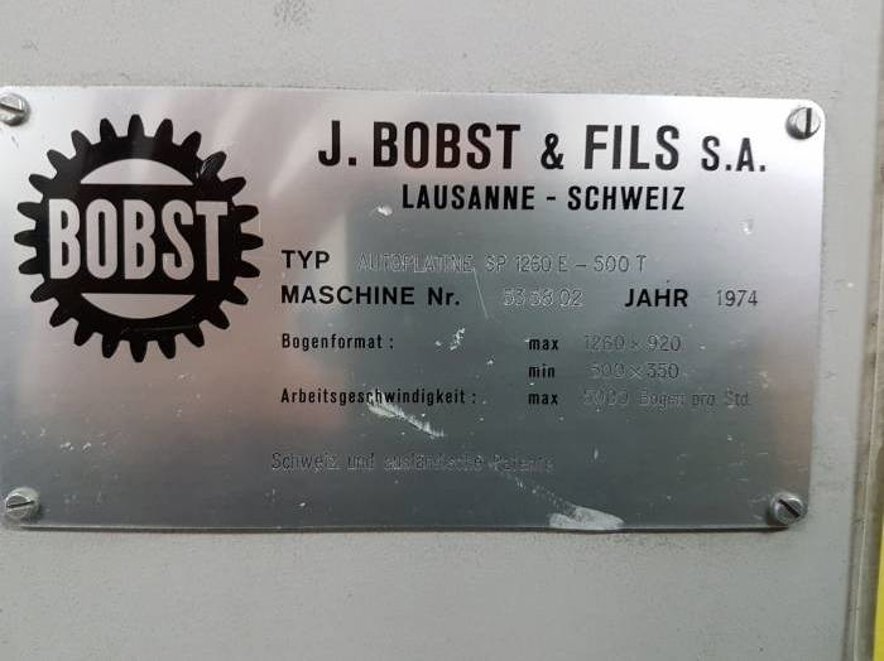 BOBST
J. BOBST & FILS S.A.
LAUSANNE - SCHWEIZ
TYP AUTOPLATINE SP 1260 E - 500 T
MASCHINE Nr. JAHR 1974
Bogenformat: max 1260 x 920
min 500 x 350
Arbeitsgeschwindigkeit: max Bogen pro Std.
Schweiz und ausländische Patente